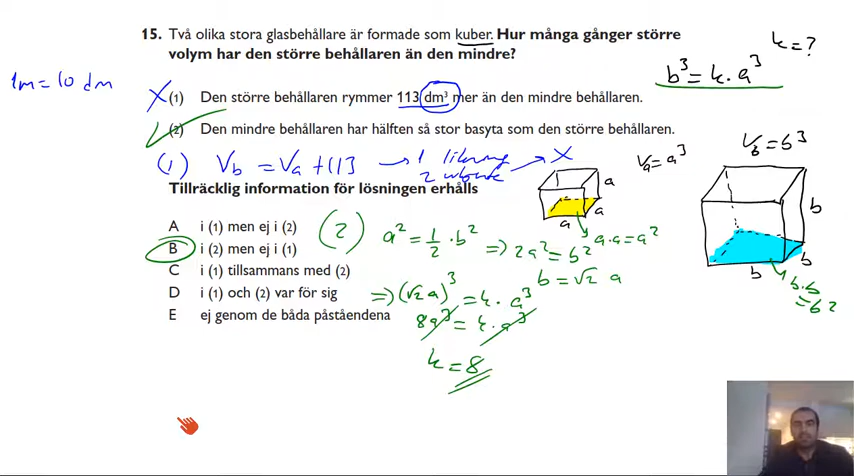 15. Två olika stora glasbehållare är formade som kuber. Hur många gånger större
volym har den större behållaren än den mindre?
k = ?
b³ = k · a³
1m = 10 dm
X (1) Den större behållaren rymmer 113 dm³ mer än den mindre behållaren.
(2) Den mindre behållaren har hälften så stor basyta som den större behållaren.
(1) V_b = V_a + 113 → 1 likning
2 → X
V_a = a³
V_b = b³
a
a
a
b
b
b
Tillräcklig information för lösningen erhålls
A i (1) men ej i (2)
B i (2) men ej i (1)
C i (1) tillsammans med (2)
D i (1) och (2) var för sig
E ej genom de båda påståendena
(2) a² = 1/2 · b² ⇒ 2a² = b²
a·a = a²
b·b
= b²
b = √2 a
⇒ (√2 a)³ = k · a³
8a³ = k · a³
k = 8